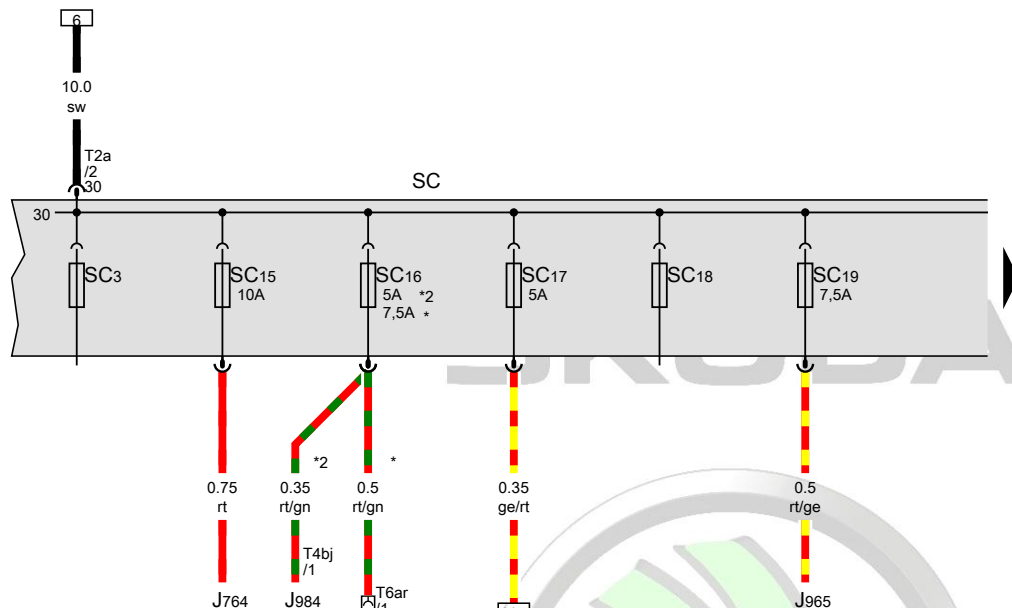 6
10.0
sw
T2a
/2
30
SC
30
SC3
SC15
10A
SC16
5A *2
7,5A *
SC17
5A
SC18
SC19
7,5A
SKODA
*2
*
0.75
rt
0.35
rt/gn
0.5
rt/gn
0.35
ge/rt
0.5
rt/ge
T4bj
/1
T6ar
/1
J764
J984
J965